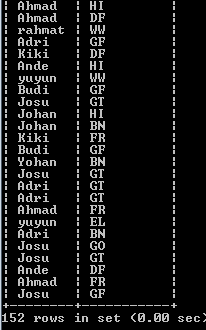 | Ahmad | HI |
| Ahmad | DF |
| rahmat | WW |
| Adri | GF |
| Kiki | DF |
| Ande | HI |
| yuyun | WW |
| Budi | GF |
| Josu | GT |
| Johan | HI |
| Johan | BN |
| Kiki | FR |
| Budi | GF |
| Yohan | BN |
| Josu | GT |
| Adri | GT |
| Adri | GT |
| Ahmad | FR |
| yuyun | EL |
| Adri | BN |
| Josu | GO |
| Josu | GT |
| Ande | DF |
| Ahmad | FR |
| Josu | GF |
152 rows in set (0.00 sec)